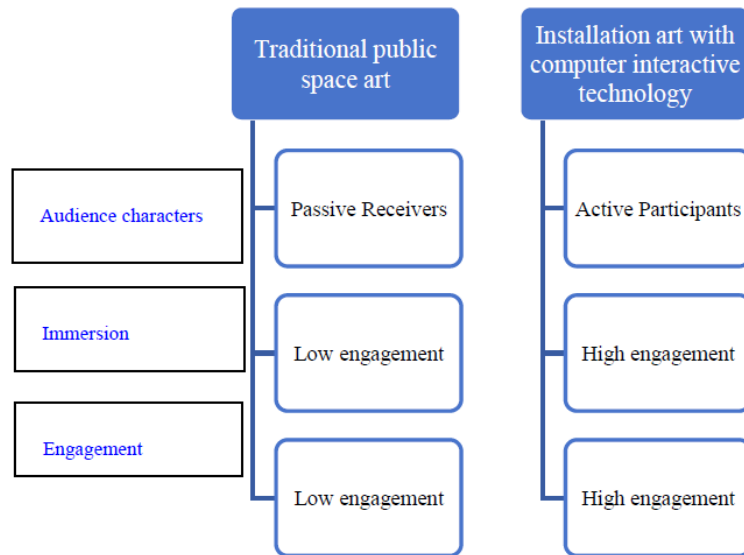 Traditional public
space art
Installation art with
computer interactive
technology
Audience characters
Passive Receivers
Active Participants
Immersion
Low engagement
High engagement
Engagement
Low engagement
High engagement